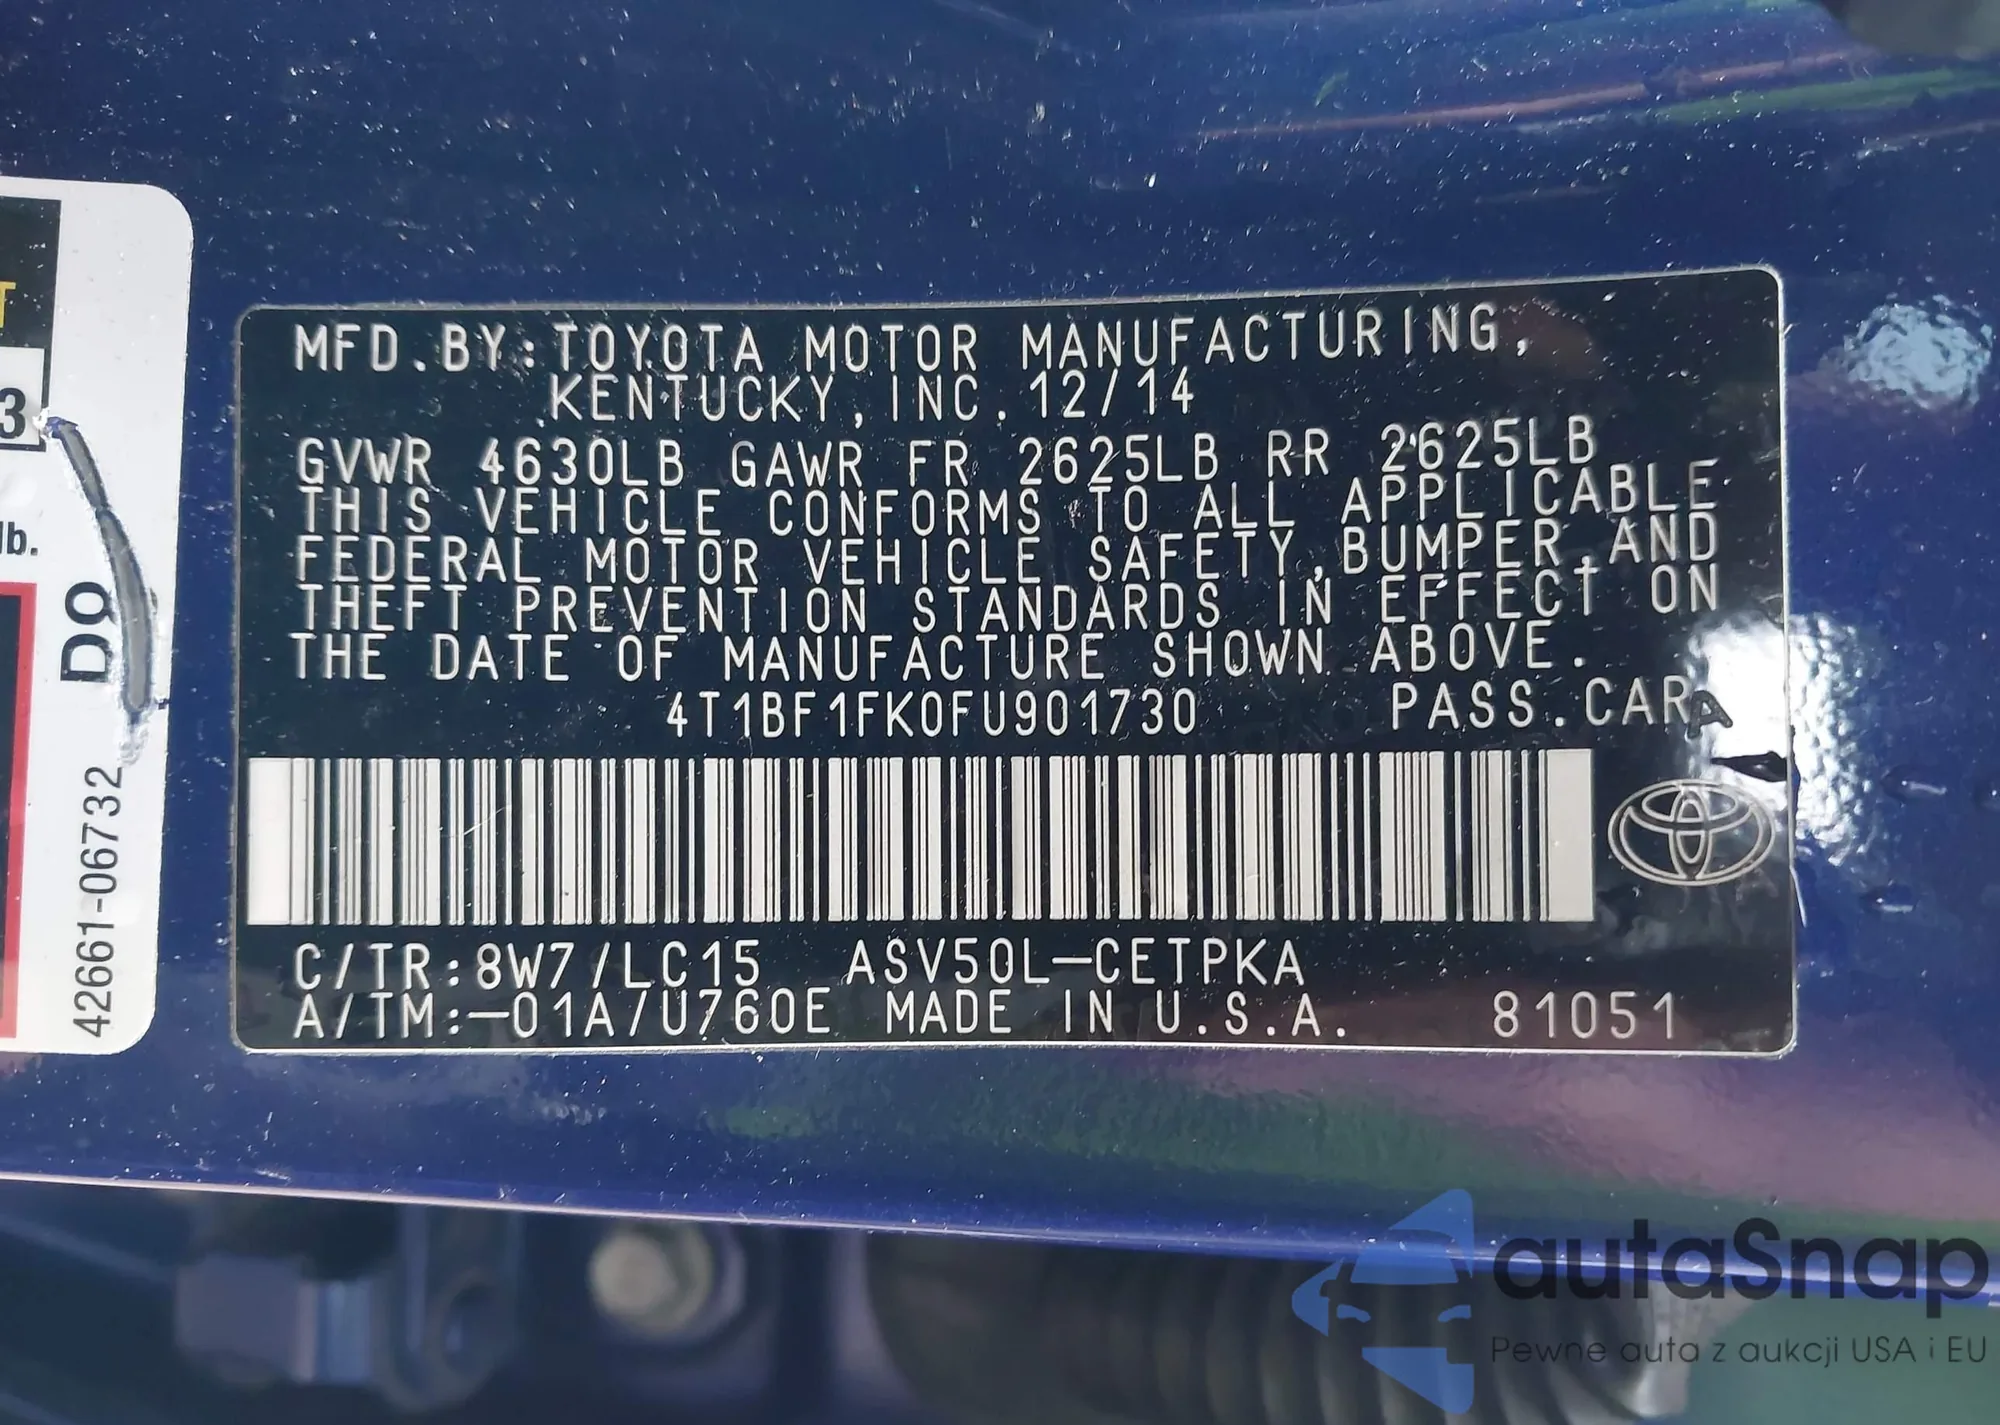 T
3
lb.
DO
42661-06732
MFD.BY:TOYOTA MOTOR MANUFACTURING,
KENTUCKY,INC.12/14
GVWR 4630LB GAWR FR 2625LB RR 2625LB
THIS VEHICLE CONFORMS TO ALL APPLICABLE
FEDERAL MOTOR VEHICLE SAFETY,BUMPER,AND
THEFT PREVENTION STANDARDS IN EFFECT ON
THE DATE OF MANUFACTURE SHOWN ABOVE.
4T1BF1FK0FU901730 PASS.CAR
A
C/TR:8W7/LC15 ASV50L-CETPKA
A/TM:-01A/U760E MADE IN U.S.A. 81051
autaSnap
Pewne auta z aukcji USA i EU